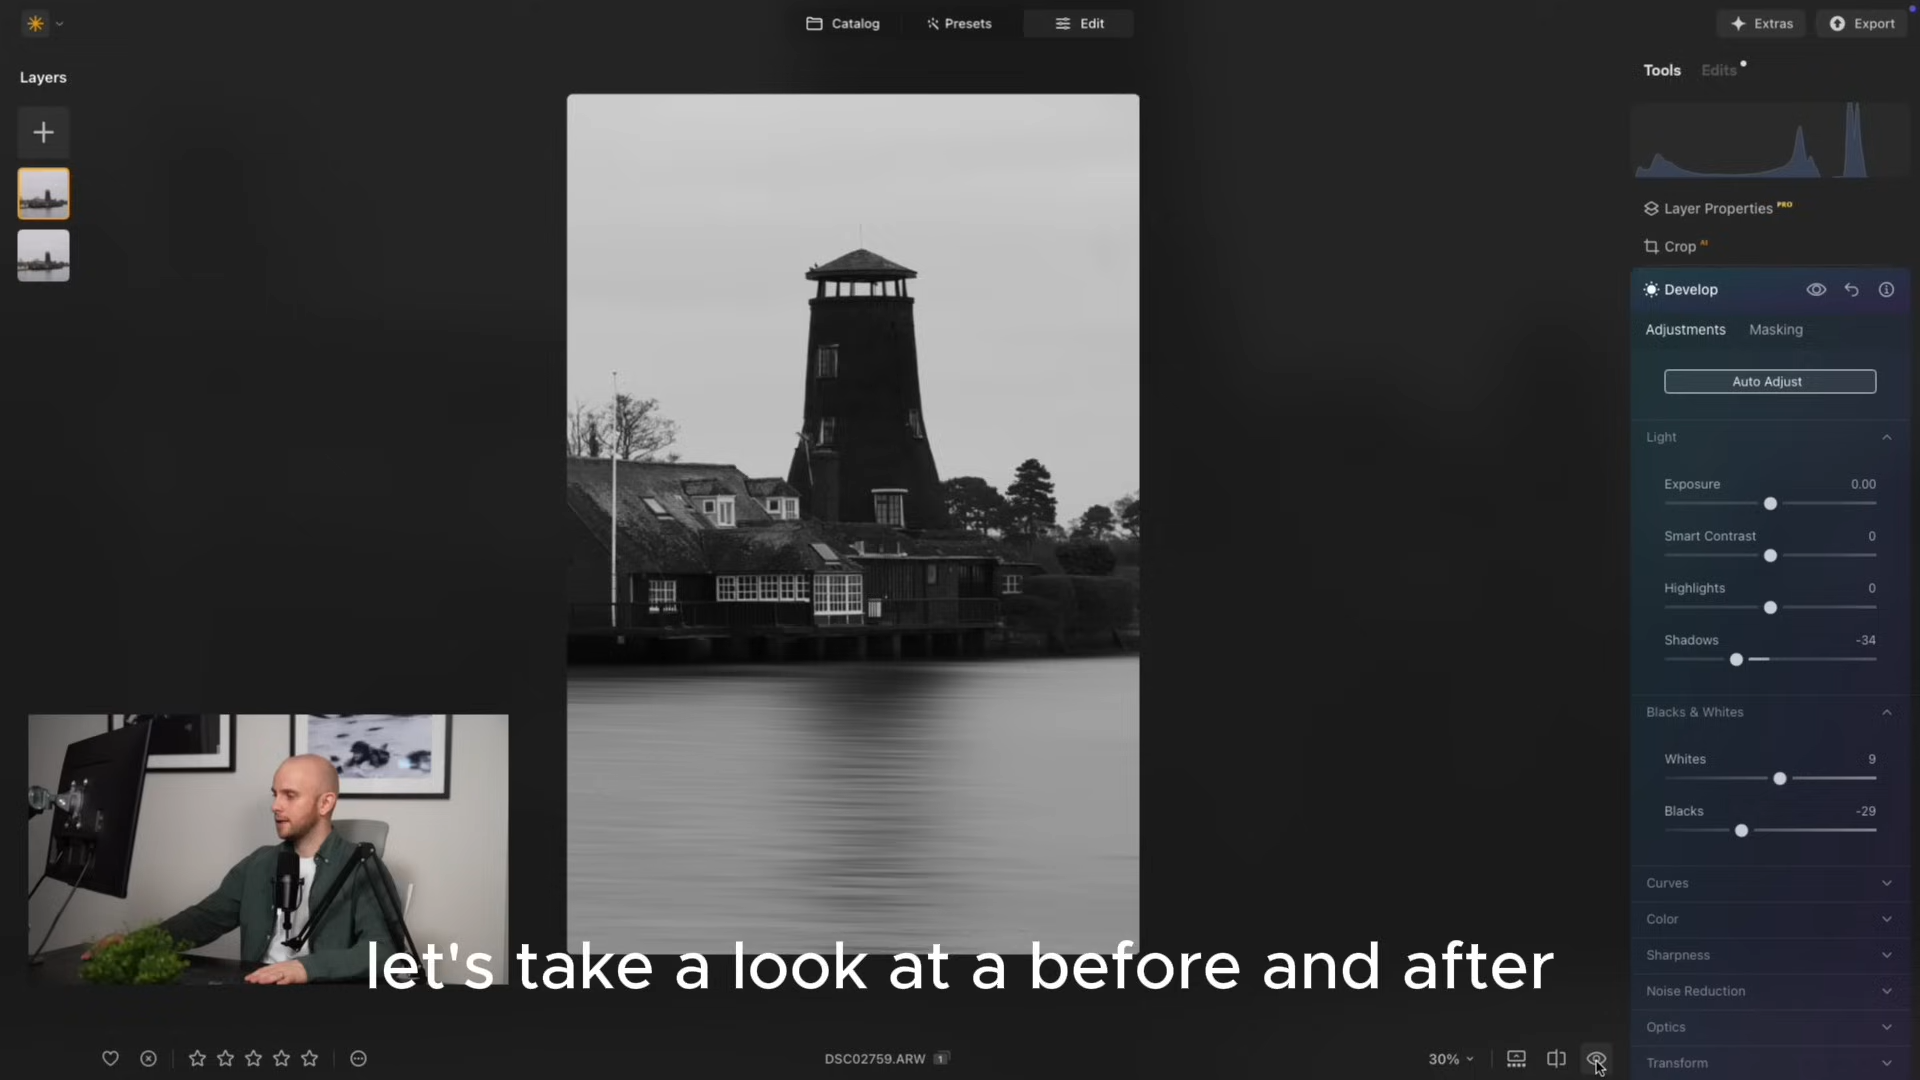 Catalog
Presets
Edit
Extras
Export
Layers
Tools
Edits
Layer Properties PRO
Crop AI
Develop
Adjustments
Masking
Auto Adjust
Light
Exposure 0.00
Smart Contrast 0
Highlights 0
Shadows -34
Blacks & Whites
Whites 9
Blacks -29
Curves
Color
Sharpness
Noise Reduction
Optics
Transform
let's take a look at a before and after
DSC02759.ARW 1
30%